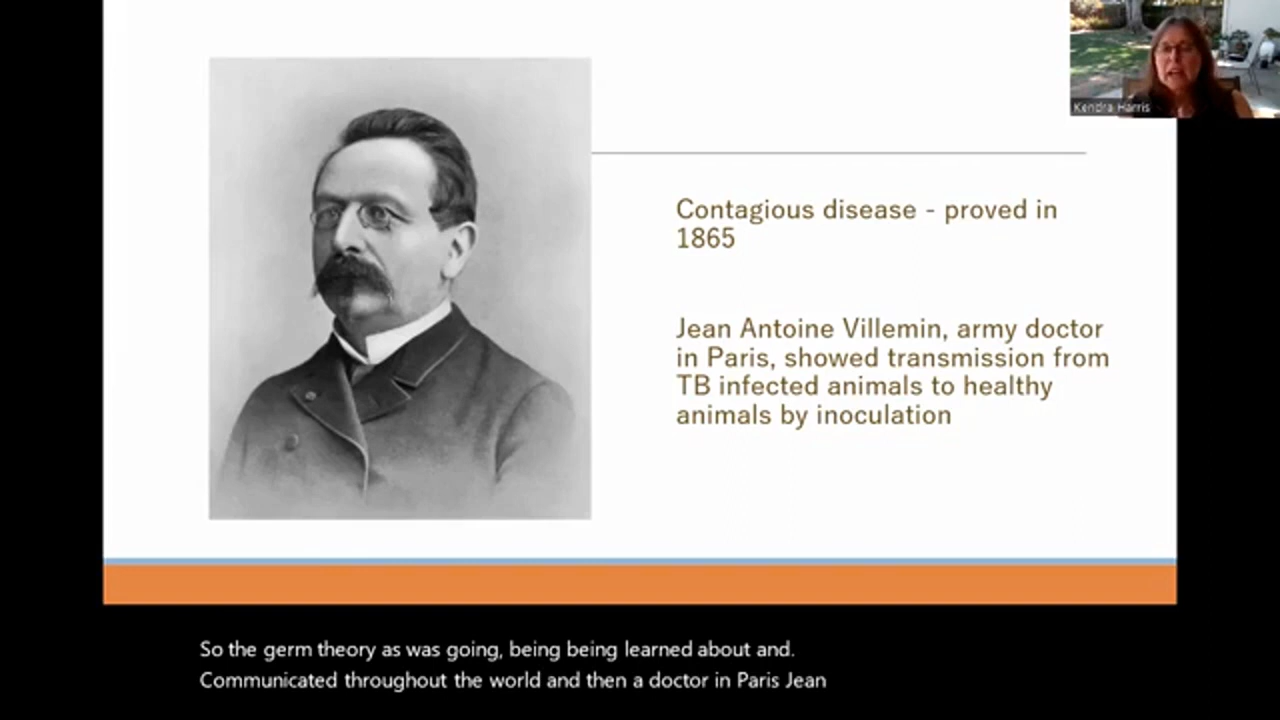 Kendra Harris
Contagious disease - proved in
1865
Jean Antoine Villemin, army doctor
in Paris, showed transmission from
TB infected animals to healthy
animals by inoculation
So the germ theory as was going, being being learned about and.
Communicated throughout the world and then a doctor in Paris Jean